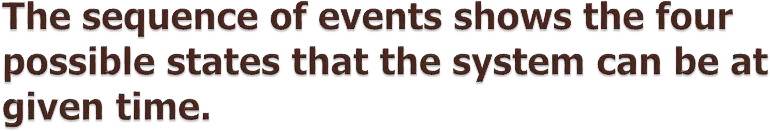 The sequence of events shows the four
possible states that the system can be at
given time.